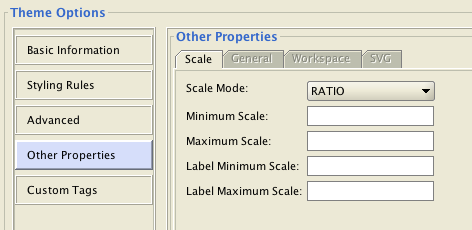 Theme Options
Basic Information
Styling Rules
Advanced
Other Properties
Custom Tags
Other Properties
Scale General Workspace SVG
Scale Mode: RATIO
Minimum Scale:
Maximum Scale:
Label Minimum Scale:
Label Maximum Scale: